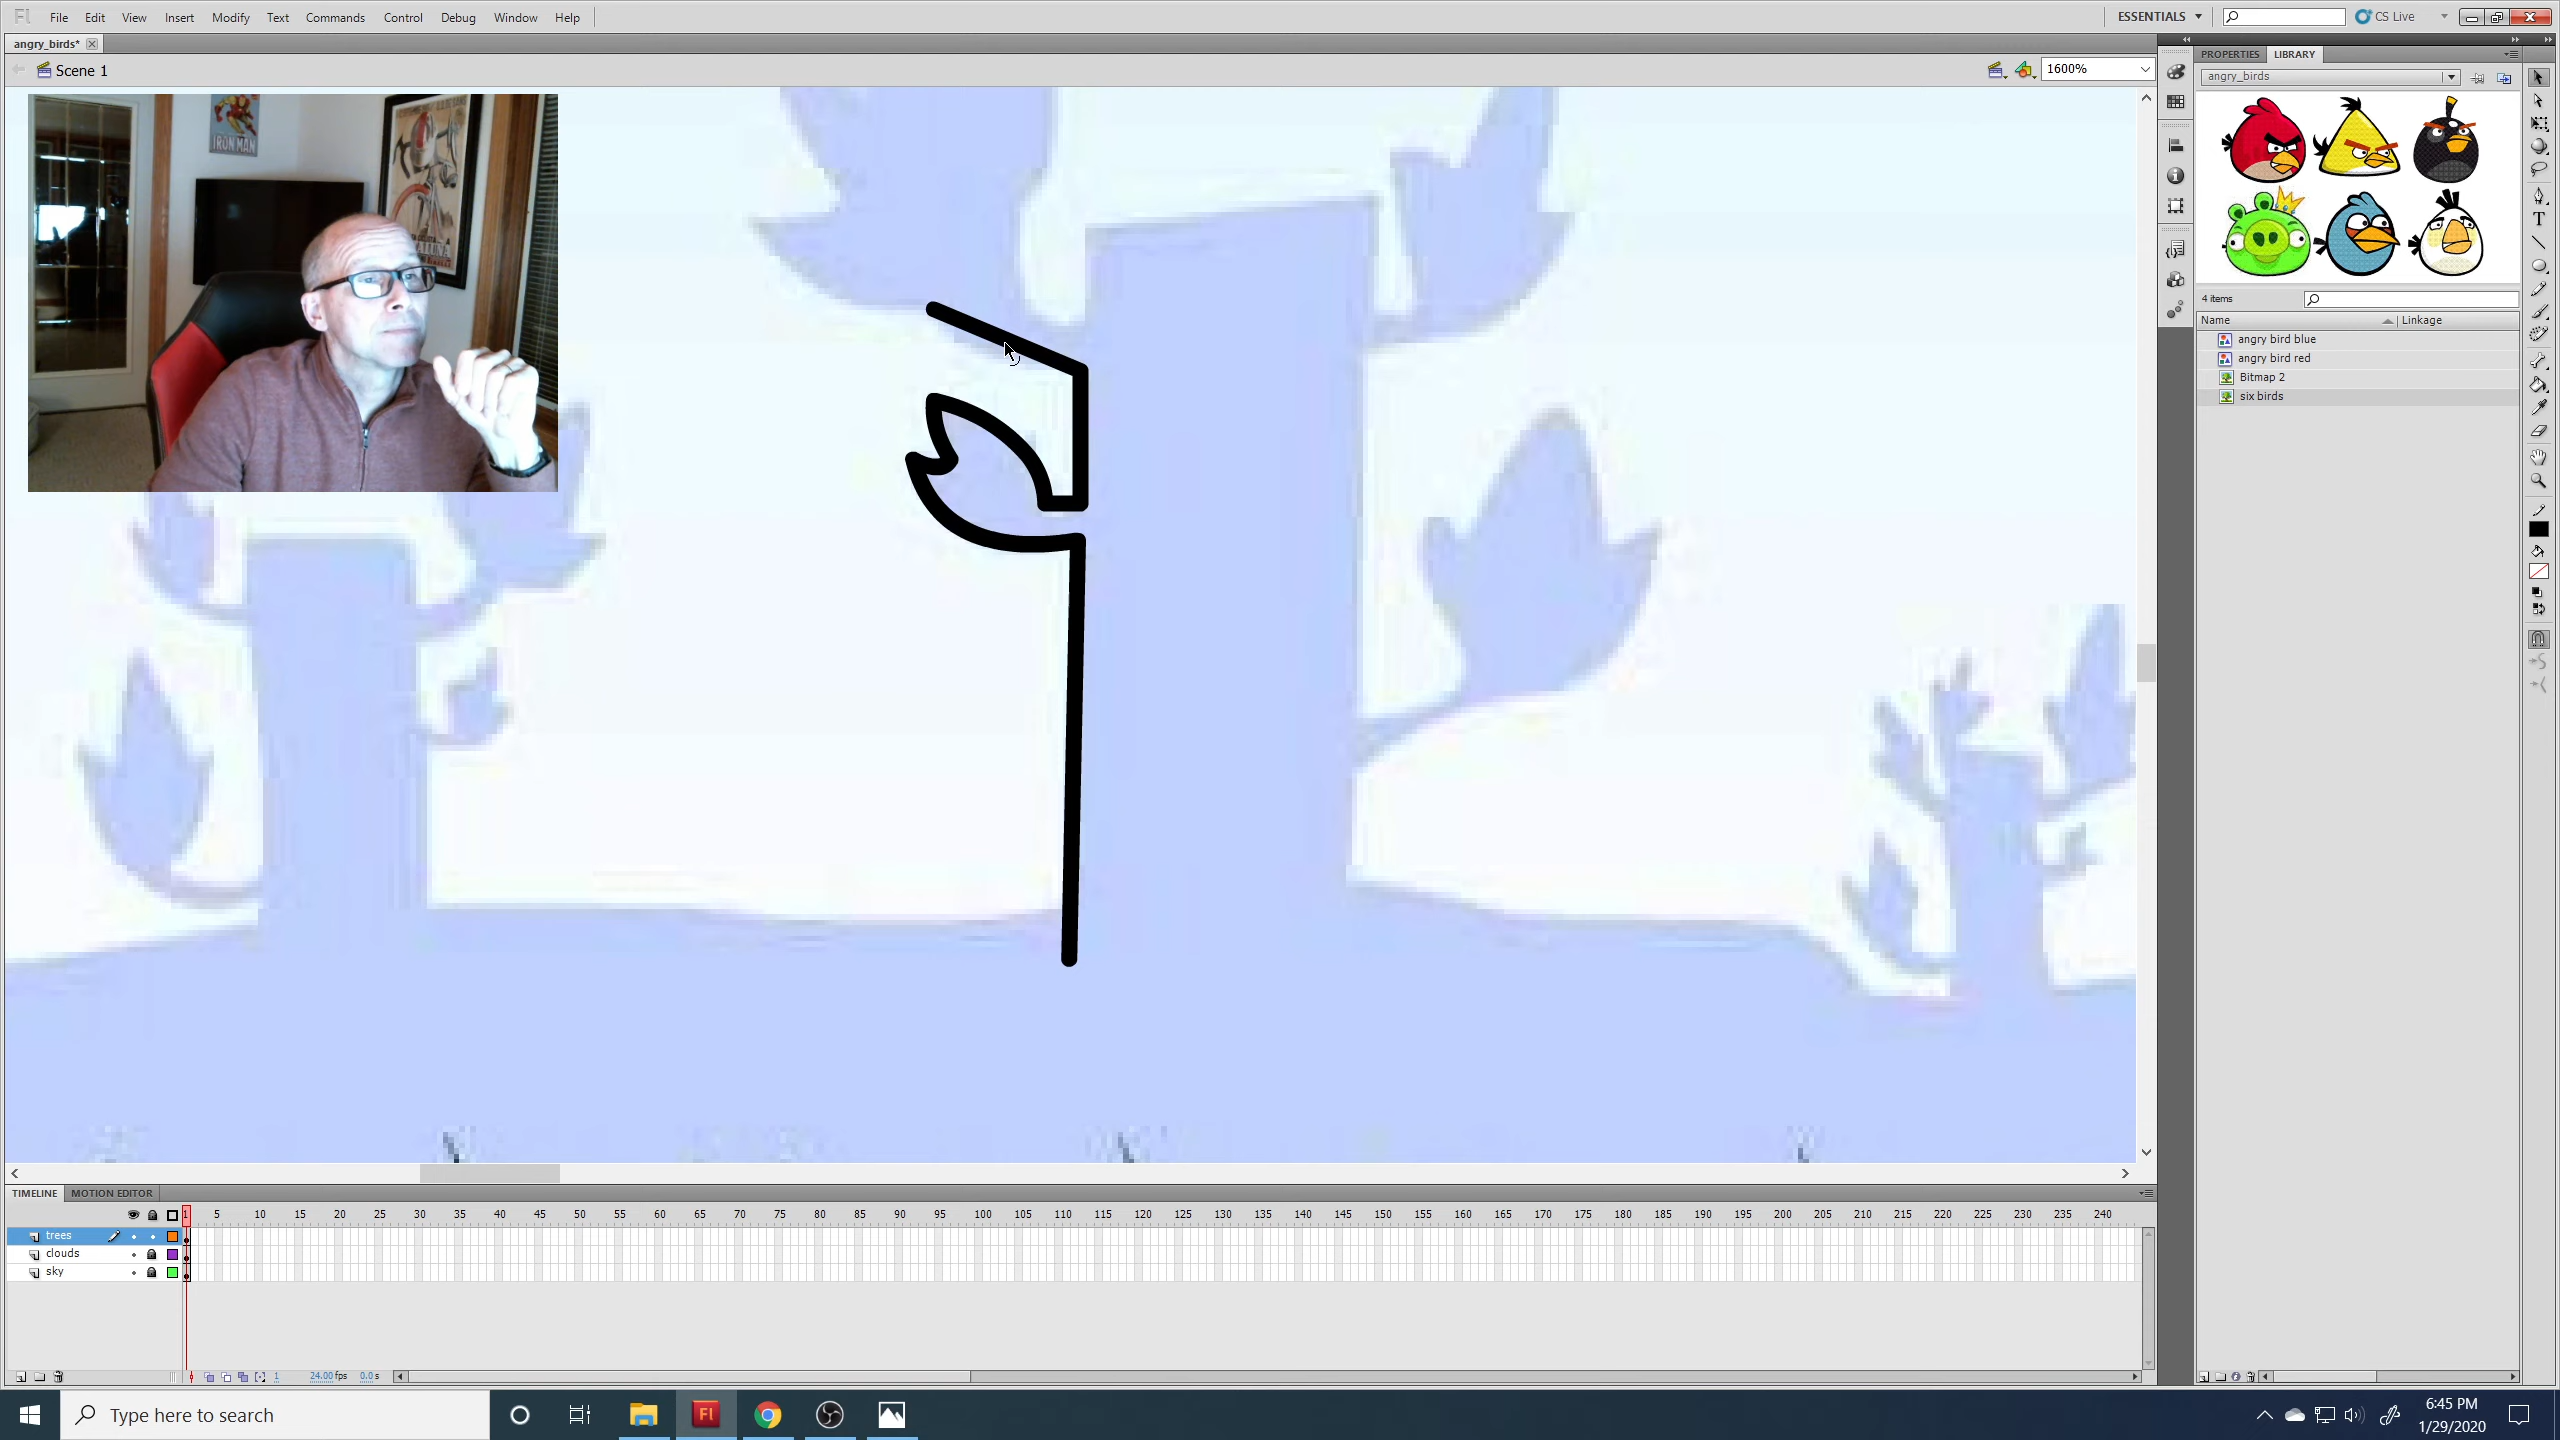 Fl File Edit View Insert Modify Text Commands Control Debug Window Help ESSENTIALS CS Live
angry_birds*
Scene 1 1600%
PROPERTIES LIBRARY
angry_birds
IRON MAN
4 items
Name Linkage
angry bird blue
angry bird red
Bitmap 2
six birds
TIMELINE MOTION EDITOR
1 5 10 15 20 25 30 35 40 45 50 55 60 65 70 75 80 85 90 95 100 105 110 115 120 125 130 135 140 145 150 155 160 165 170 175 180 185 190 195 200 205 210 215 220 225 230 235 240
trees
clouds
sky
1 24.00 fps 0.0 s
Type here to search
Fl
6:45 PM
1/29/2020